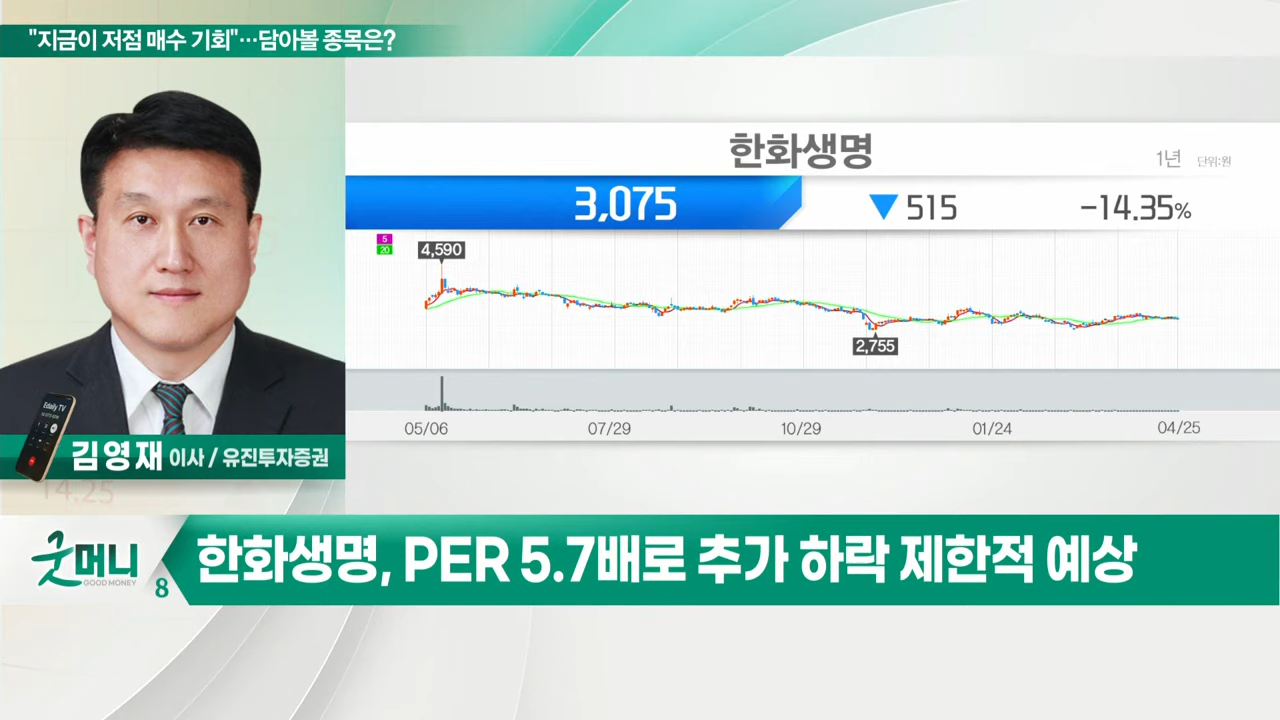 "지금이 저점 매수 기회"…담아볼 종목은?
한화생명
1년 단위:원
3,075 ▼ 515 -14.35%
5
20
4,590
2,755
05/06 07/29 10/29 01/24 04/25
Edaily TV
김영재 이사 / 유진투자증권
14.25
굿머니
GOOD MONEY
8
한화생명, PER 5.7배로 추가 하락 제한적 예상